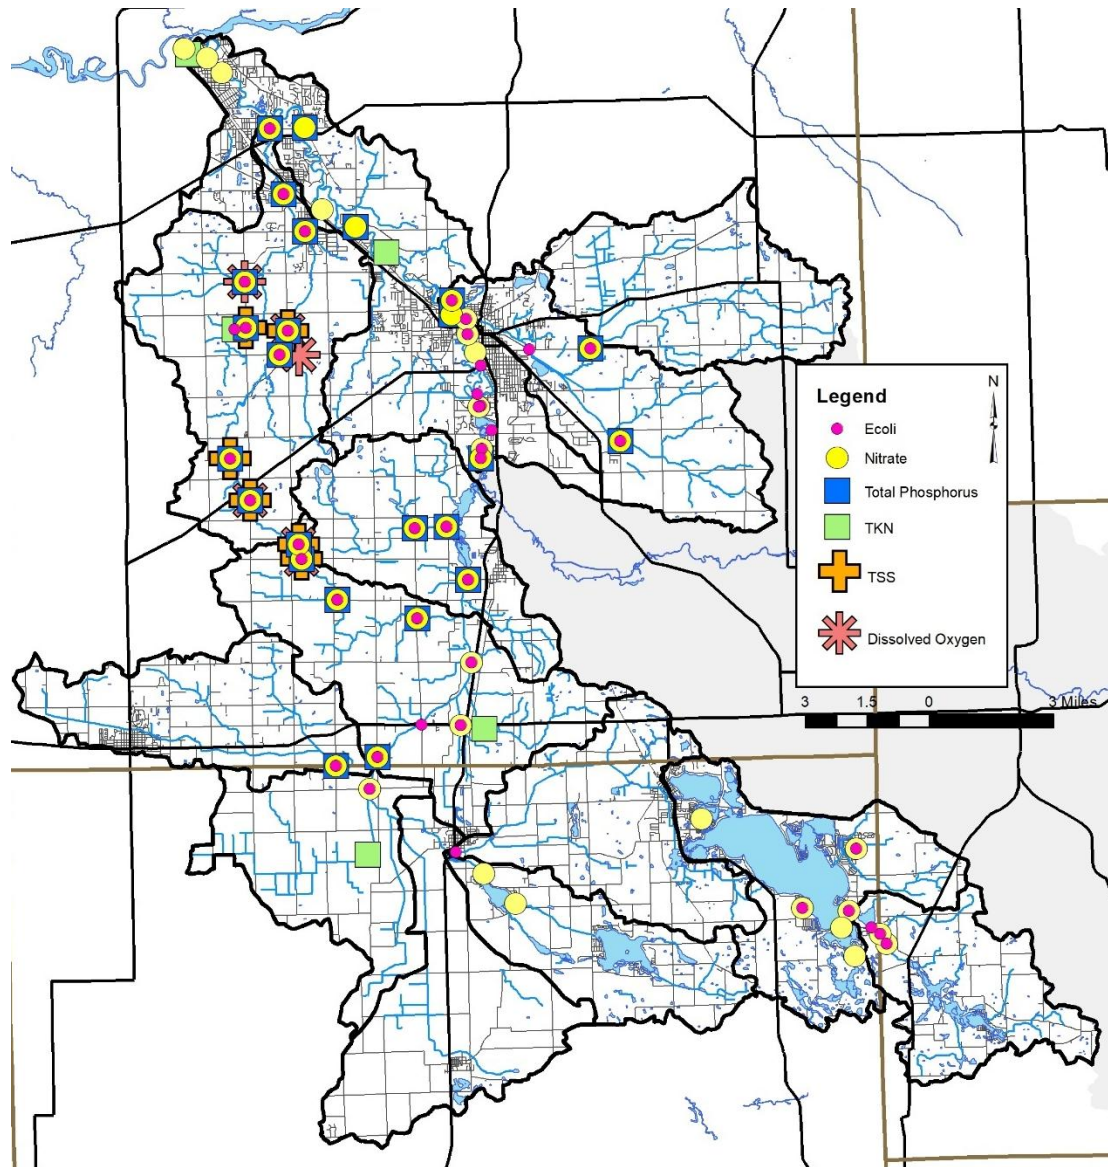 Legend
N
Ecoli
Nitrate
Total Phosphorus
TKN
TSS
Dissolved Oxygen
3 1.5 0 3 Miles